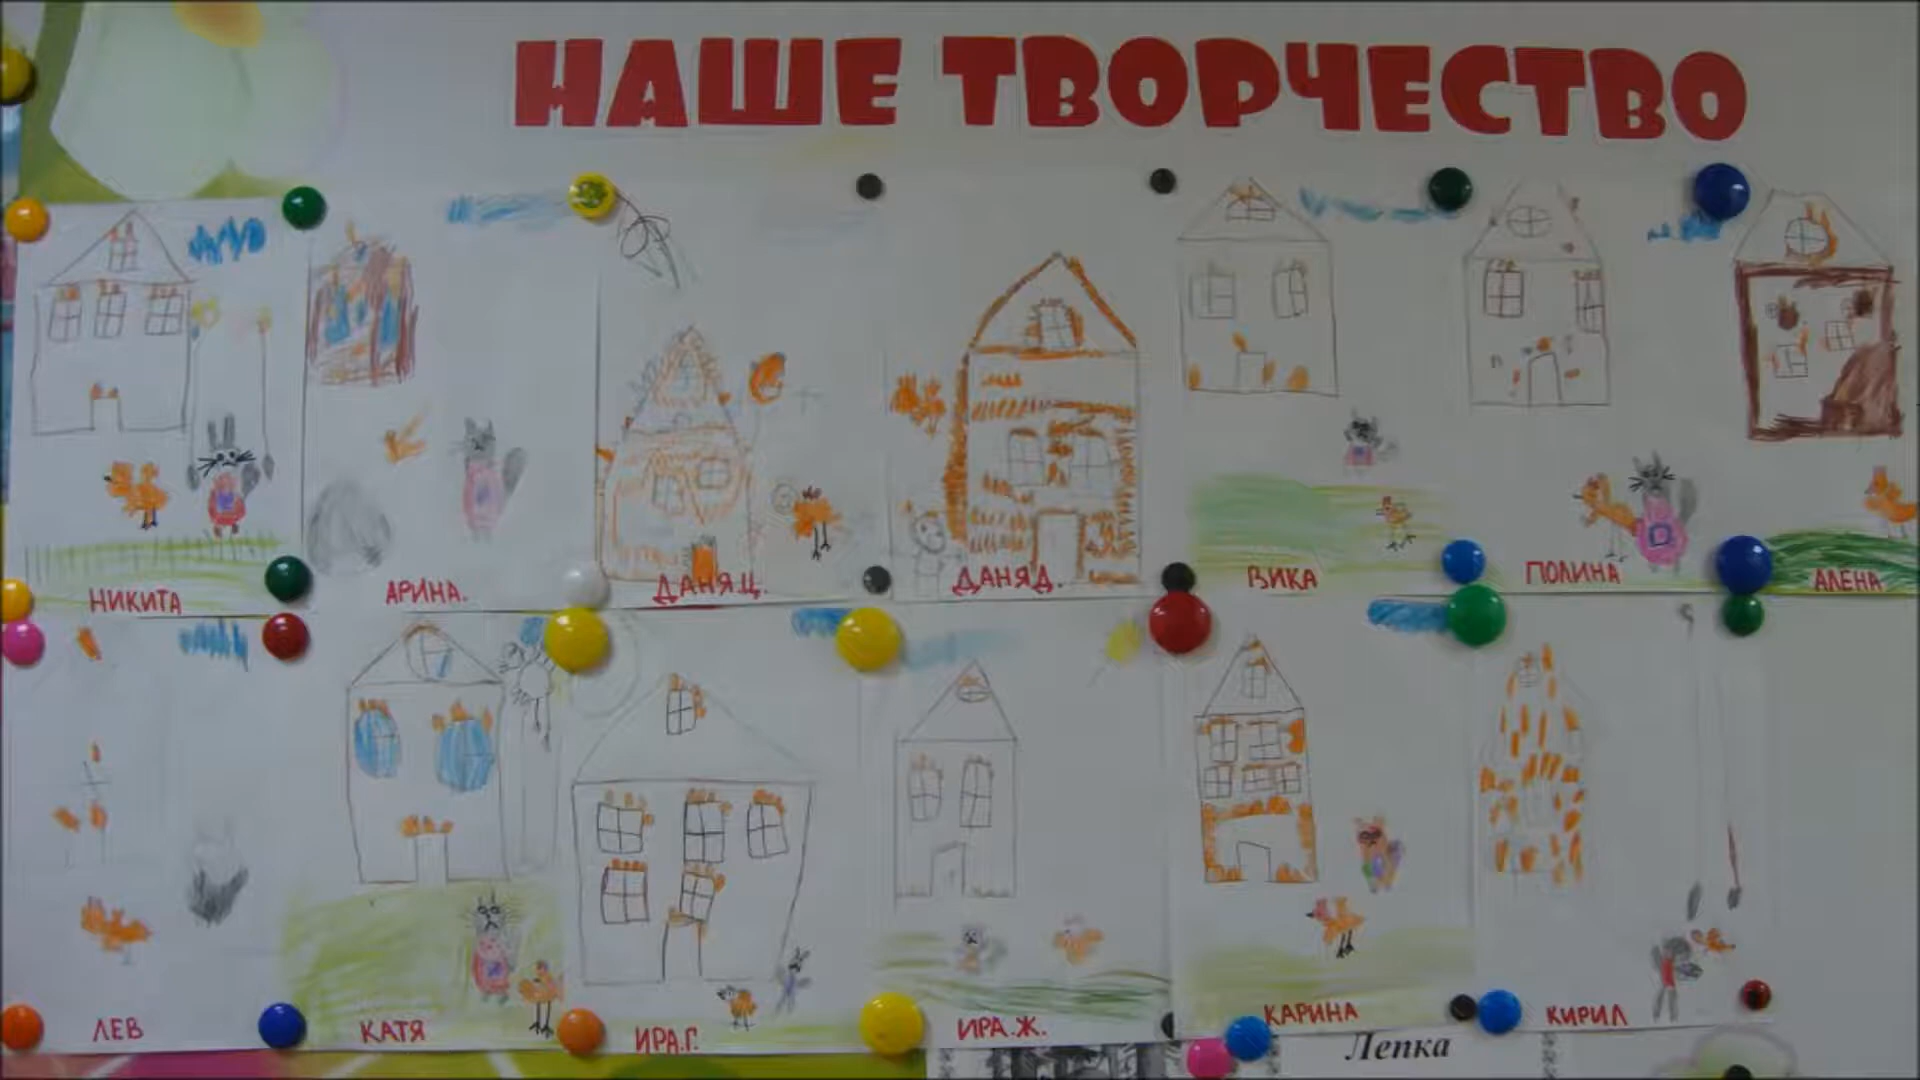 НАШЕ ТВОРЧЕСТВО
НИКИТА
АРИНА.
ДАНЯ.Ц.
ДАНЯ.Д.
ВИКА
ПОЛИНА
АЛЕНА
ЛЕВ
КАТЯ
ИРА.Г.
ИРА.Ж.
КАРИНА
КИРИЛ
Лепка